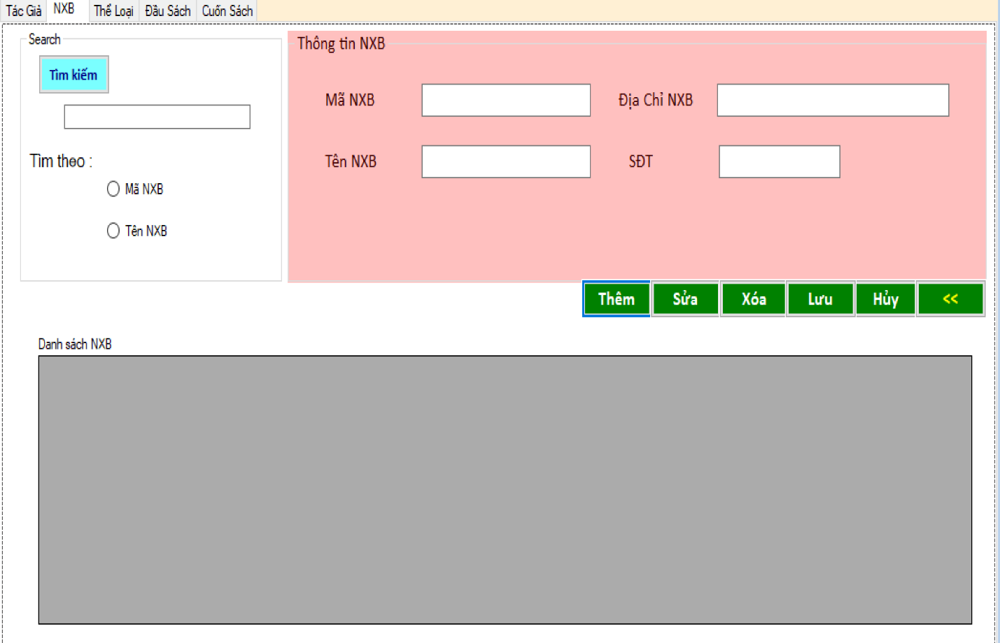 Tác Giả NXB Thể Loại Đầu Sách Cuốn Sách
Search
Tìm kiếm
Tìm theo :
Mã NXB
Tên NXB
Thông tin NXB
Mã NXB
Địa Chỉ NXB
Tên NXB
SĐT
Thêm Sửa Xóa Lưu Hủy <<
Danh sách NXB